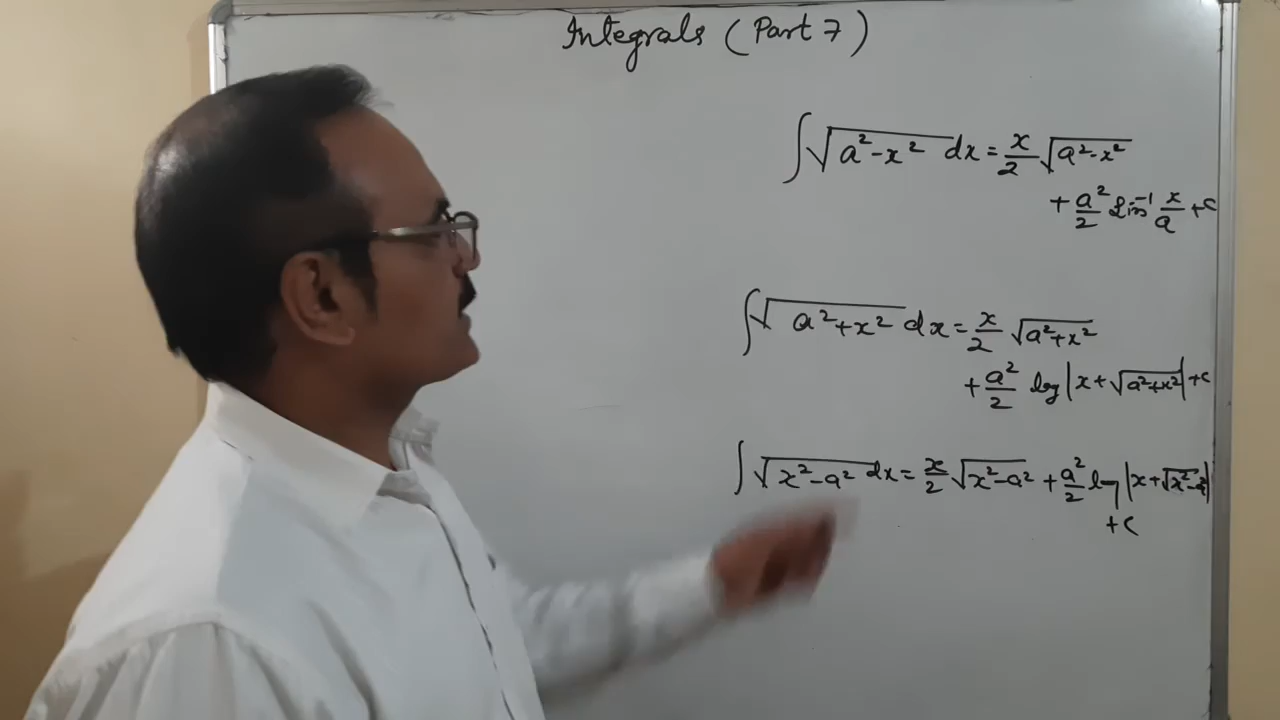 Integrals (Part 7)
∫√(a²-x²) dx = x/2 √(a²-x²)
+ a²/2 Sin⁻¹ x/a + c
∫√(a²+x²) dx = x/2 √(a²+x²)
+ a²/2 log |x + √(a²+x²)| + c
∫√(x²-a²) dx = x/2 √(x²-a²) + a²/2 log |x + √(x²-a²)|
+ c